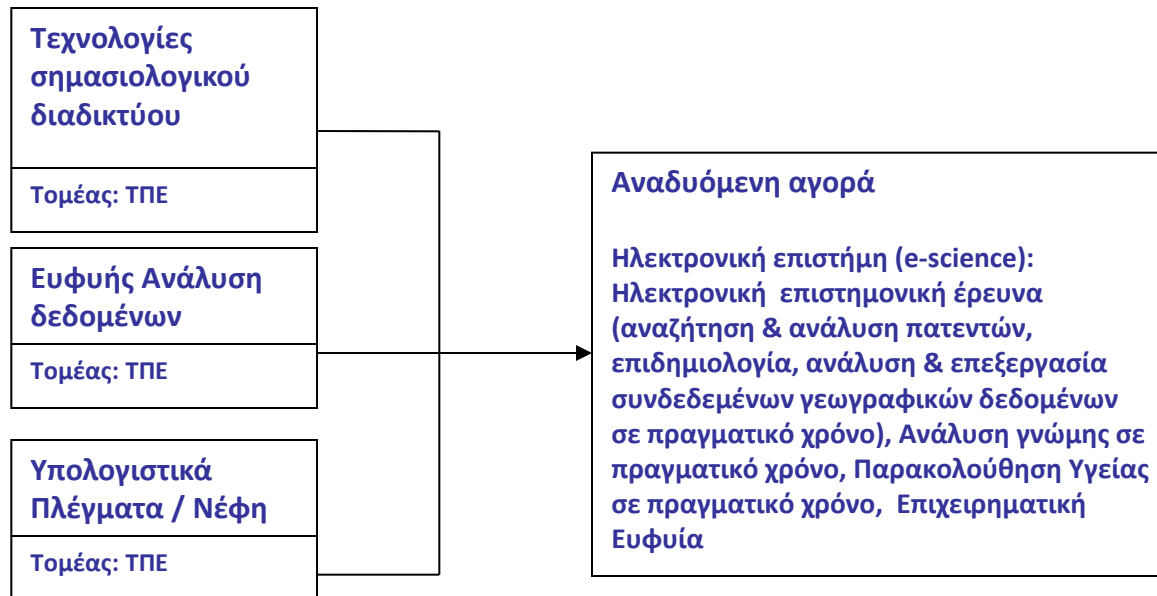 Τεχνολογίες
σημασιολογικού
διαδικτύου
Τομέας: ΤΠΕ
Ευφυής Ανάλυση
δεδομένων
Τομέας: ΤΠΕ
Υπολογιστικά
Πλέγματα / Νέφη
Τομέας: ΤΠΕ
Αναδυόμενη αγορά
Ηλεκτρονική επιστήμη (e-science):
Ηλεκτρονική επιστημονική έρευνα
(αναζήτηση & ανάλυση πατεντών,
επιδημιολογία, ανάλυση & επεξεργασία
συνδεδεμένων γεωγραφικών δεδομένων
σε πραγματικό χρόνο), Ανάλυση γνώμης σε
πραγματικό χρόνο, Παρακολούθηση Υγείας
σε πραγματικό χρόνο, Επιχειρηματική
Ευφυία